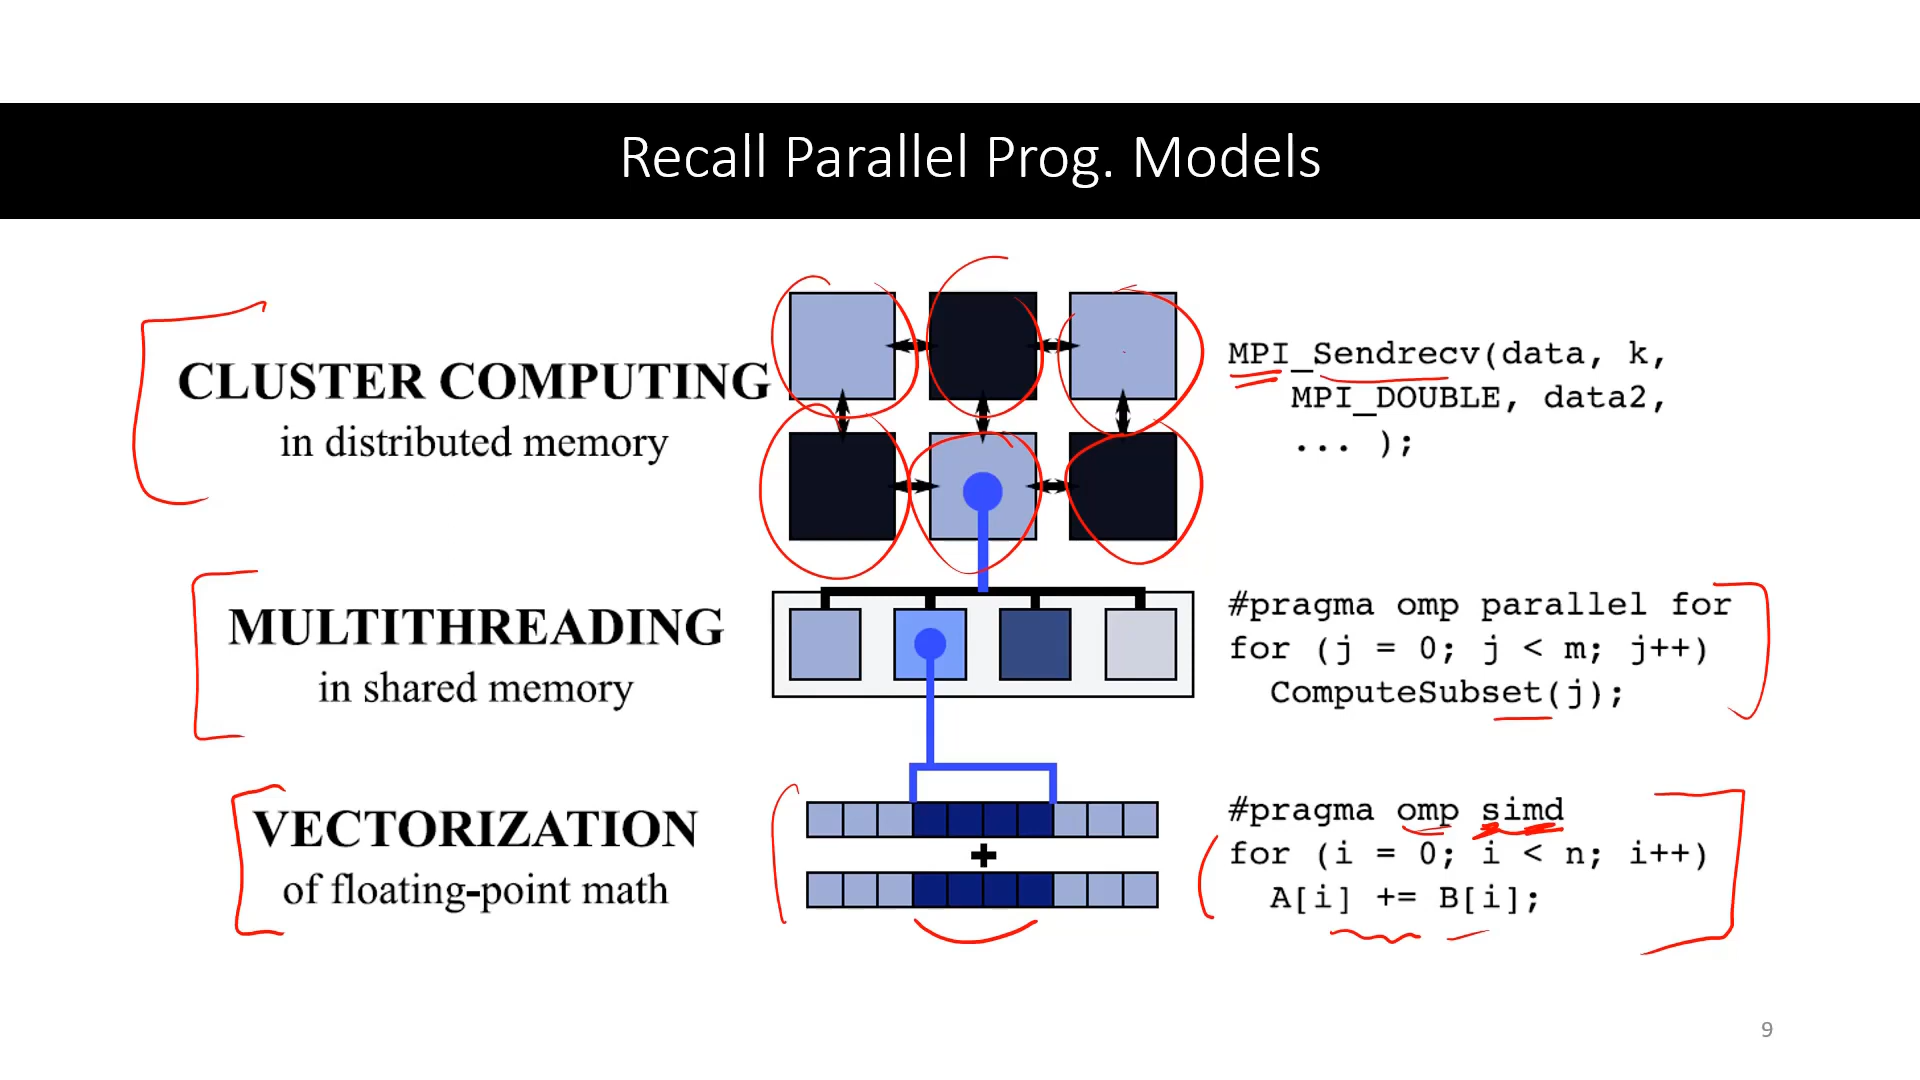 Recall Parallel Prog. Models
CLUSTER COMPUTING
in distributed memory
MPI_Sendrecv(data, k,
MPI_DOUBLE, data2,
... );
MULTITHREADING
in shared memory
#pragma omp parallel for
for (j = 0; j < m; j++)
ComputeSubset(j);
VECTORIZATION
of floating-point math
+
#pragma omp simd
for (i = 0; i < n; i++)
A[i] += B[i];
9